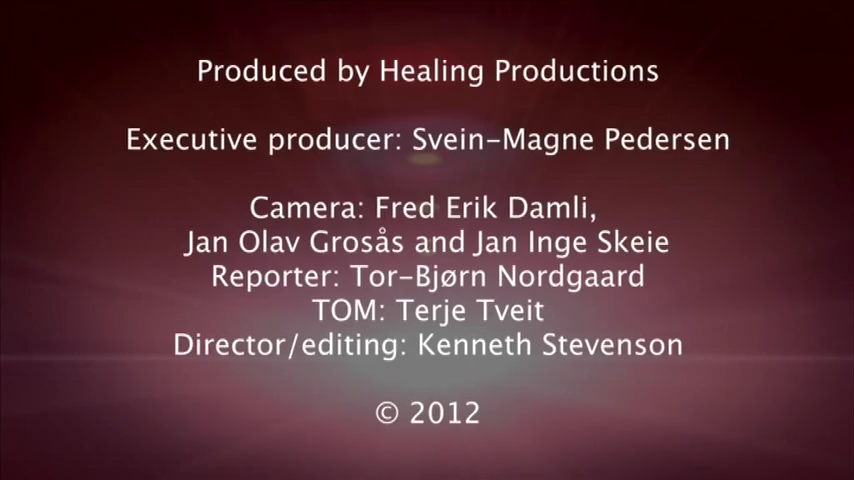 Produced by Healing Productions
Executive producer: Svein-Magne Pedersen
Camera: Fred Erik Damli,
Jan Olav Grosås and Jan Inge Skeie
Reporter: Tor-Bjørn Nordgaard
TOM: Terje Tveit
Director/editing: Kenneth Stevenson
© 2012